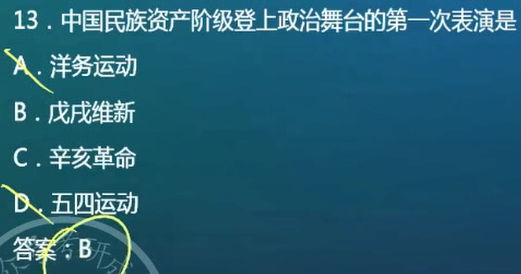 13．中国民族资产阶级登上政治舞台的第一次表演是
A．洋务运动
B．戊戌维新
C．辛亥革命
D．五四运动
答案：B